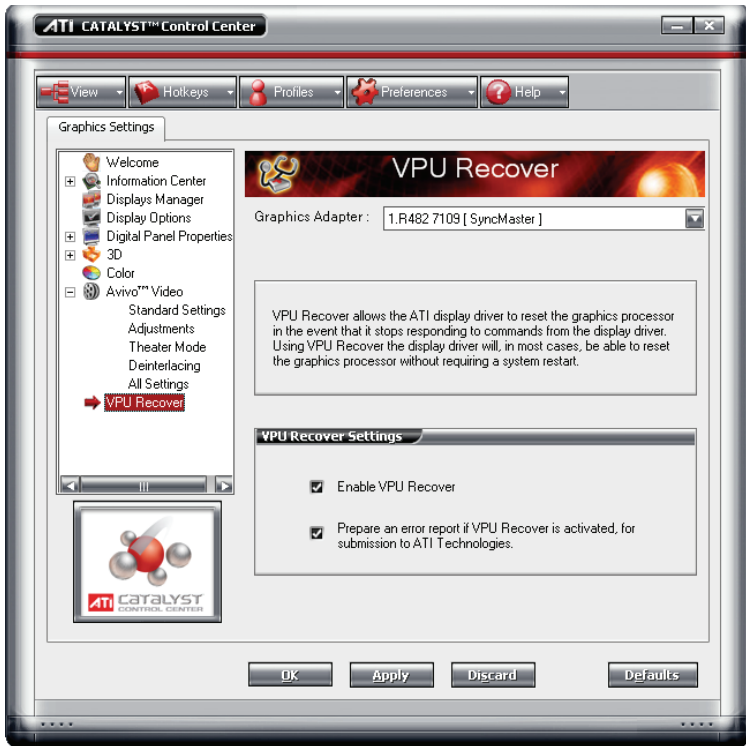 ATI CATALYST™ Control Center
View
Hotkeys
Profiles
Preferences
Help
Graphics Settings
Welcome
Information Center
Displays Manager
Display Options
Digital Panel Properties
3D
Color
Avivo™ Video
Standard Settings
Adjustments
Theater Mode
Deinterlacing
All Settings
VPU Recover
ATI CATALYST
CONTROL CENTER
VPU Recover
Graphics Adapter :
1.R482 7109 [ SyncMaster ]
VPU Recover allows the ATI display driver to reset the graphics processor
in the event that it stops responding to commands from the display driver.
Using VPU Recover the display driver will, in most cases, be able to reset
the graphics processor without requiring a system restart.
VPU Recover Settings
Enable VPU Recover
Prepare an error report if VPU Recover is activated, for
submission to ATI Technologies.
OK
Apply
Discard
Defaults